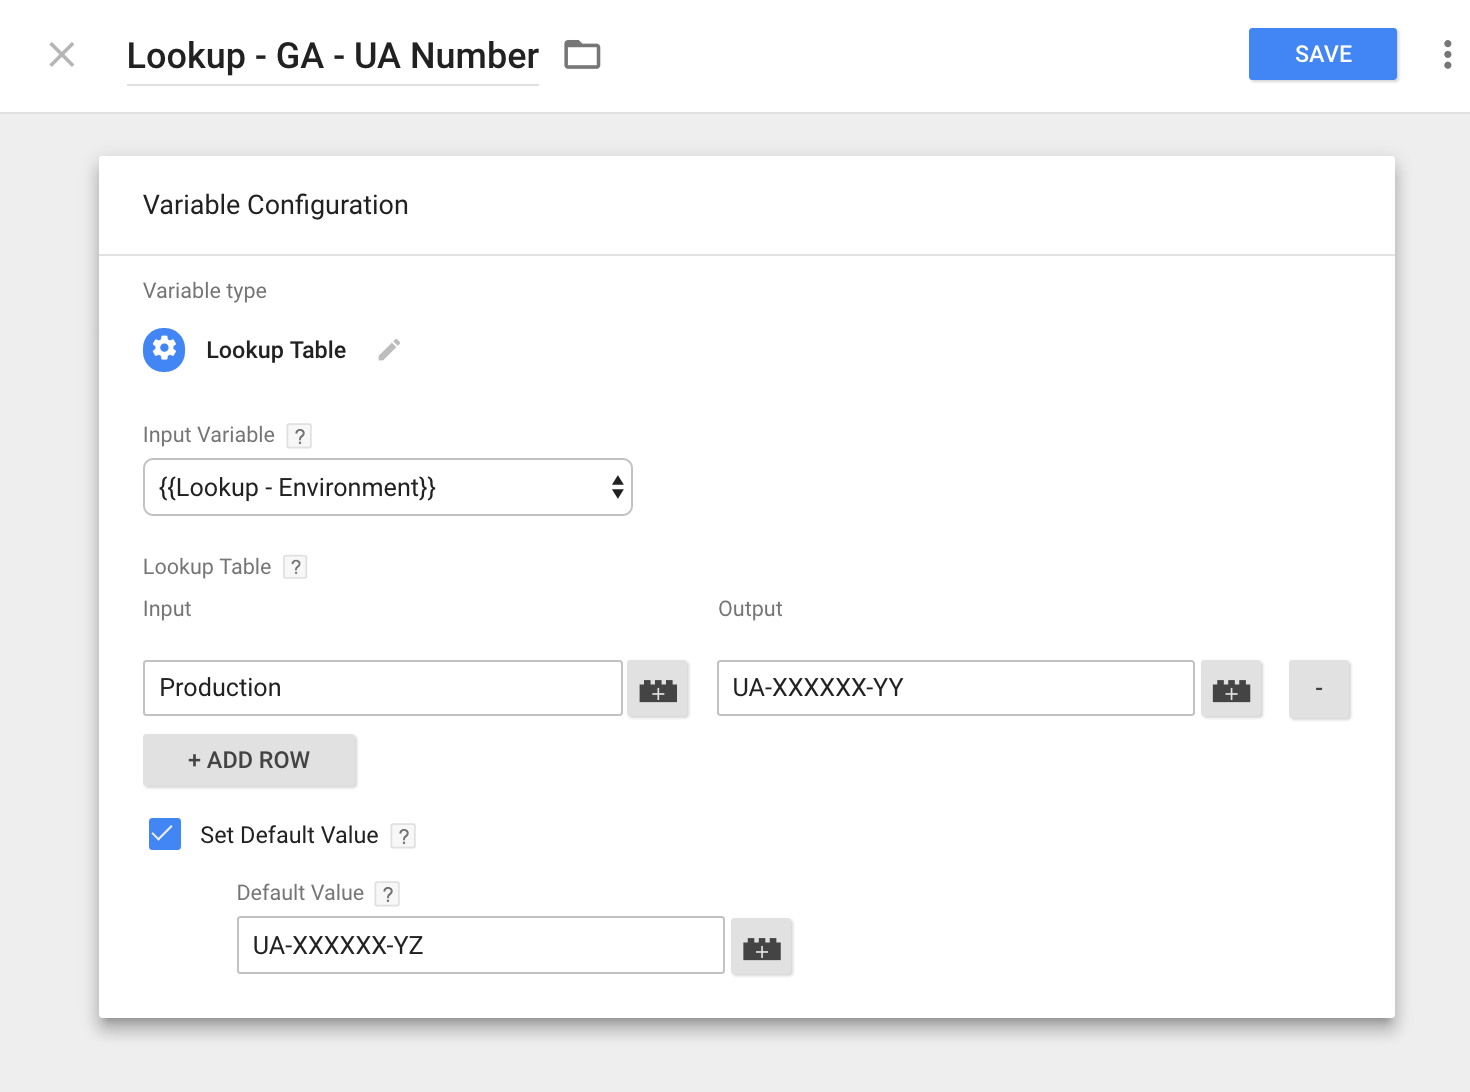 Lookup - GA - UA Number
SAVE
Variable Configuration
Variable type
Lookup Table
Input Variable ?
{{Lookup - Environment}}
Lookup Table ?
Input Output
Production + UA-XXXXXX-YY + -
+ ADD ROW
Set Default Value ?
Default Value ?
UA-XXXXXX-YZ +